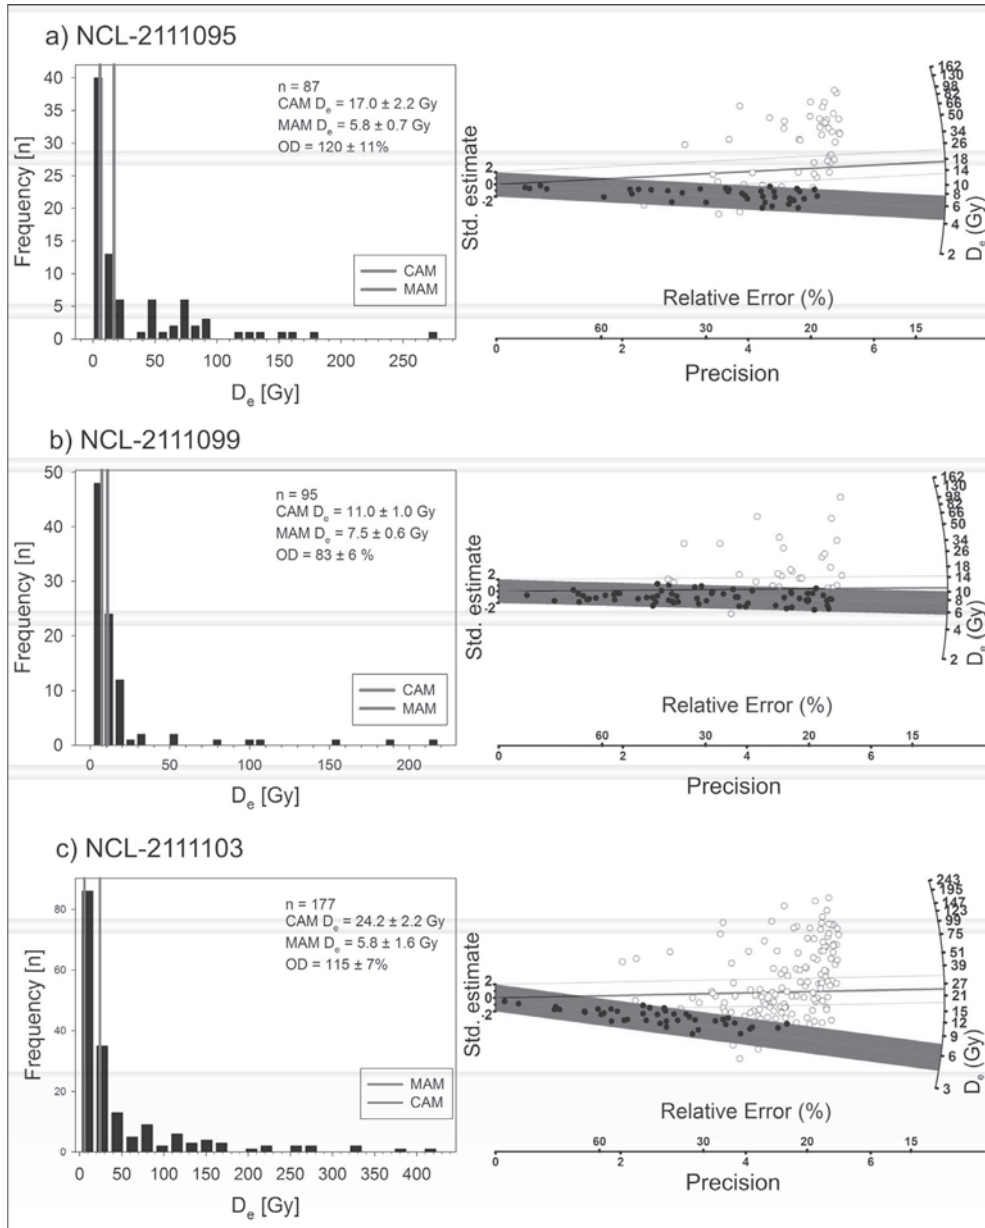 a) NCL-2111095
n = 87
CAM Dₑ = 17.0 ± 2.2 Gy
MAM Dₑ = 5.8 ± 0.7 Gy
OD = 120 ± 11%
Frequency [n]
40
35
30
25
20
15
10
5
0
CAM
MAM
0 50 100 150 200 250
Dₑ [Gy]
Std. estimate
2
0
-2
162
130
98
82
66
50
34
26
18
14
10
8
6
4
2
Dₑ (Gy)
Relative Error (%)
60 30 20 15
0 2 4 6
Precision
b) NCL-2111099
n = 95
CAM Dₑ = 11.0 ± 1.0 Gy
MAM Dₑ = 7.5 ± 0.6 Gy
OD = 83 ± 6 %
Frequency [n]
50
40
30
20
10
0
CAM
MAM
0 50 100 150 200
Dₑ [Gy]
Std. estimate
2
0
-2
162
130
98
82
66
50
34
26
18
14
10
8
6
4
2
Dₑ (Gy)
Relative Error (%)
60 30 20 15
0 2 4 6
Precision
c) NCL-2111103
n = 177
CAM Dₑ = 24.2 ± 2.2 Gy
MAM Dₑ = 5.8 ± 1.6 Gy
OD = 115 ± 7%
Frequency [n]
80
60
40
20
0
MAM
CAM
0 50 100 150 200 250 300 350 400
Dₑ [Gy]
Std. estimate
2
0
-2
243
195
147
123
99
75
51
39
27
21
15
12
9
6
3
Dₑ (Gy)
Relative Error (%)
60 30 20 15
0 2 4 6
Precision